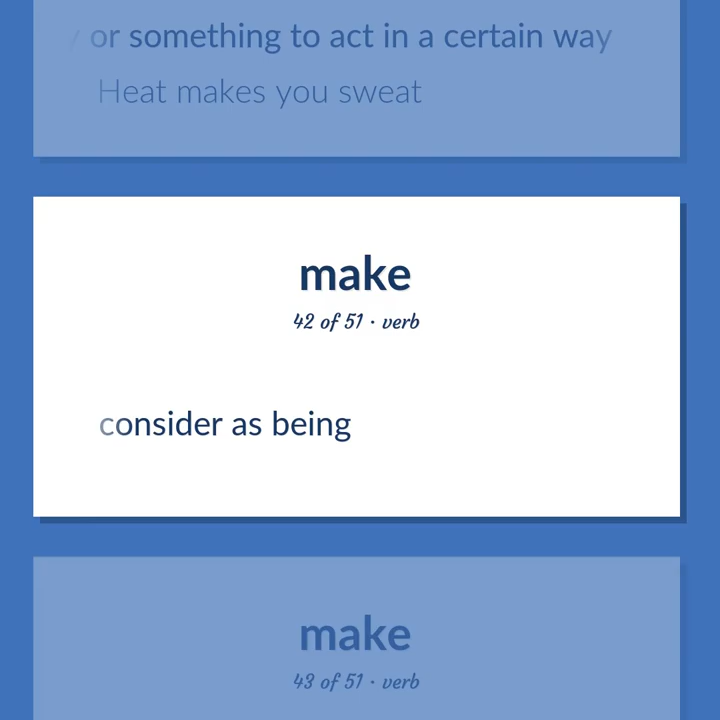 or something to act in a certain way
Heat makes you sweat
make
42 of 51 · verb
consider as being
make
43 of 51 · verb